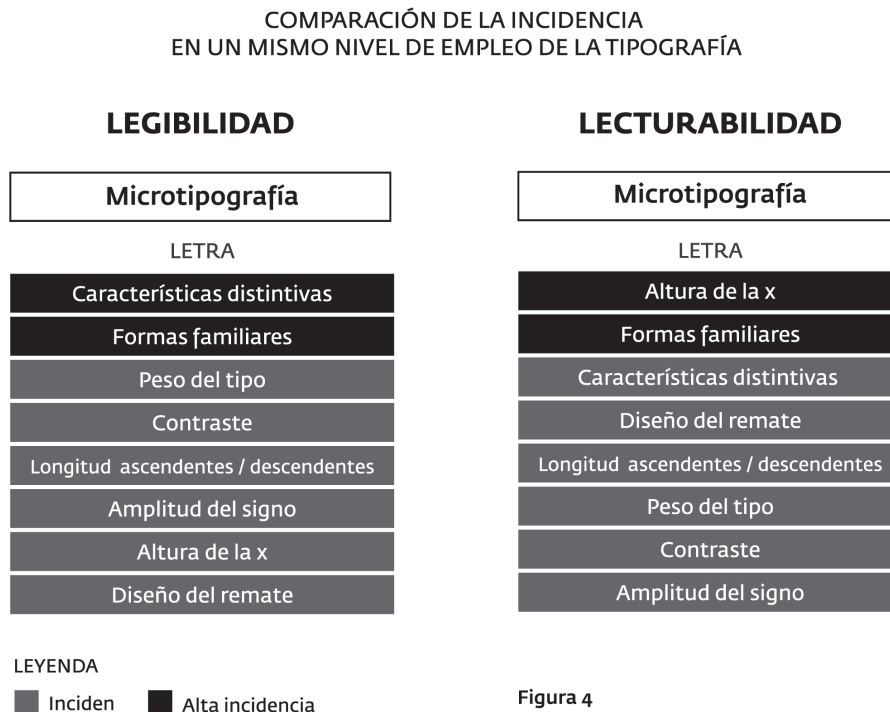 COMPARACIÓN DE LA INCIDENCIA
EN UN MISMO NIVEL DE EMPLEO DE LA TIPOGRAFÍA
LEGIBILIDAD
Microtipografía
LETRA
Características distintivas
Formas familiares
Peso del tipo
Contraste
Longitud ascendentes / descendentes
Amplitud del signo
Altura de la x
Diseño del remate
LECTURABILIDAD
Microtipografía
LETRA
Altura de la x
Formas familiares
Características distintivas
Diseño del remate
Longitud ascendentes / descendentes
Peso del tipo
Contraste
Amplitud del signo
LEYENDA
Inciden
Alta incidencia
Figura 4